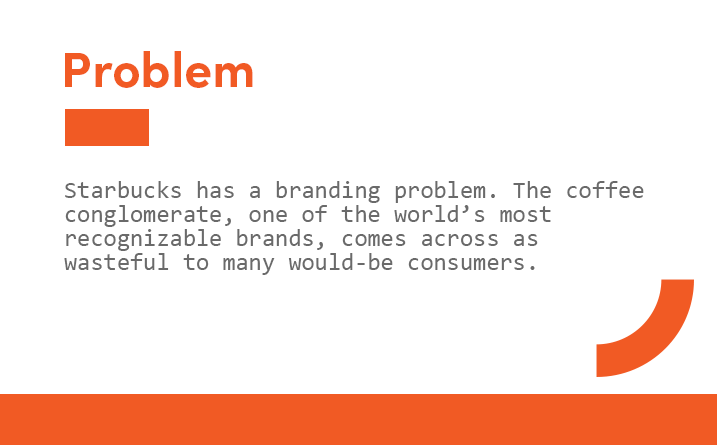 Problem
Starbucks has a branding problem. The coffee
conglomerate, one of the world’s most
recognizable brands, comes across as
wasteful to many would-be consumers.